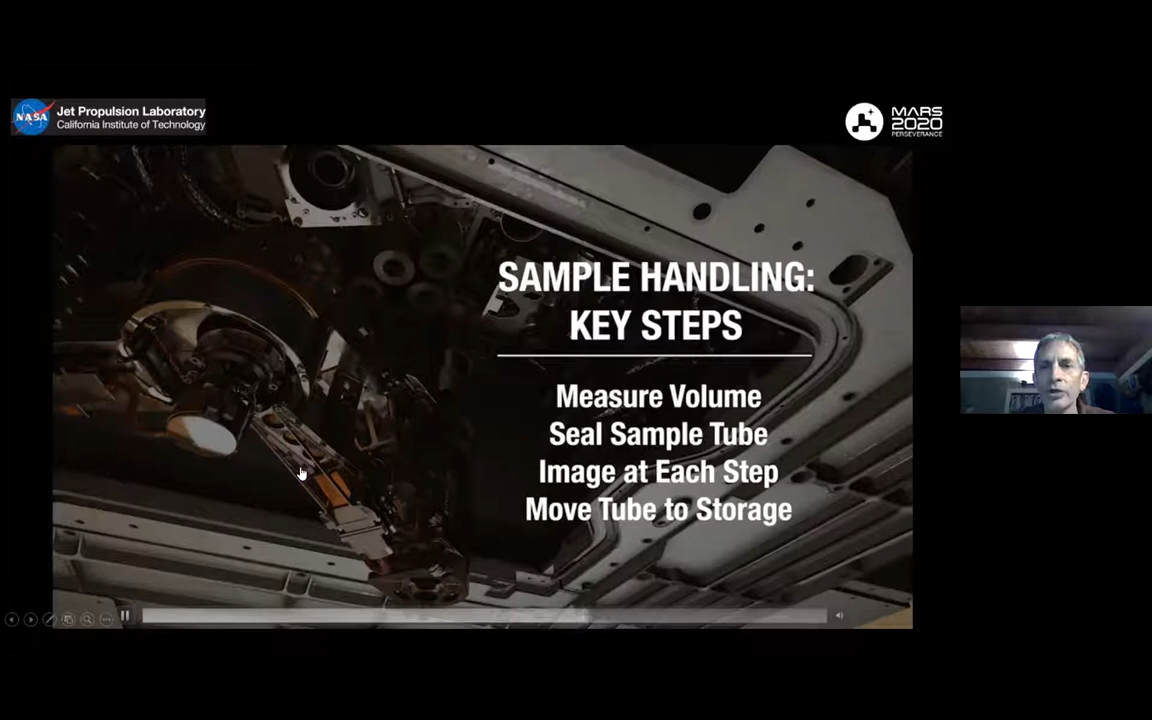 NASA
Jet Propulsion Laboratory
California Institute of Technology
MARS
2020
PERSEVERANCE
SAMPLE HANDLING:
KEY STEPS
Measure Volume
Seal Sample Tube
Image at Each Step
Move Tube to Storage